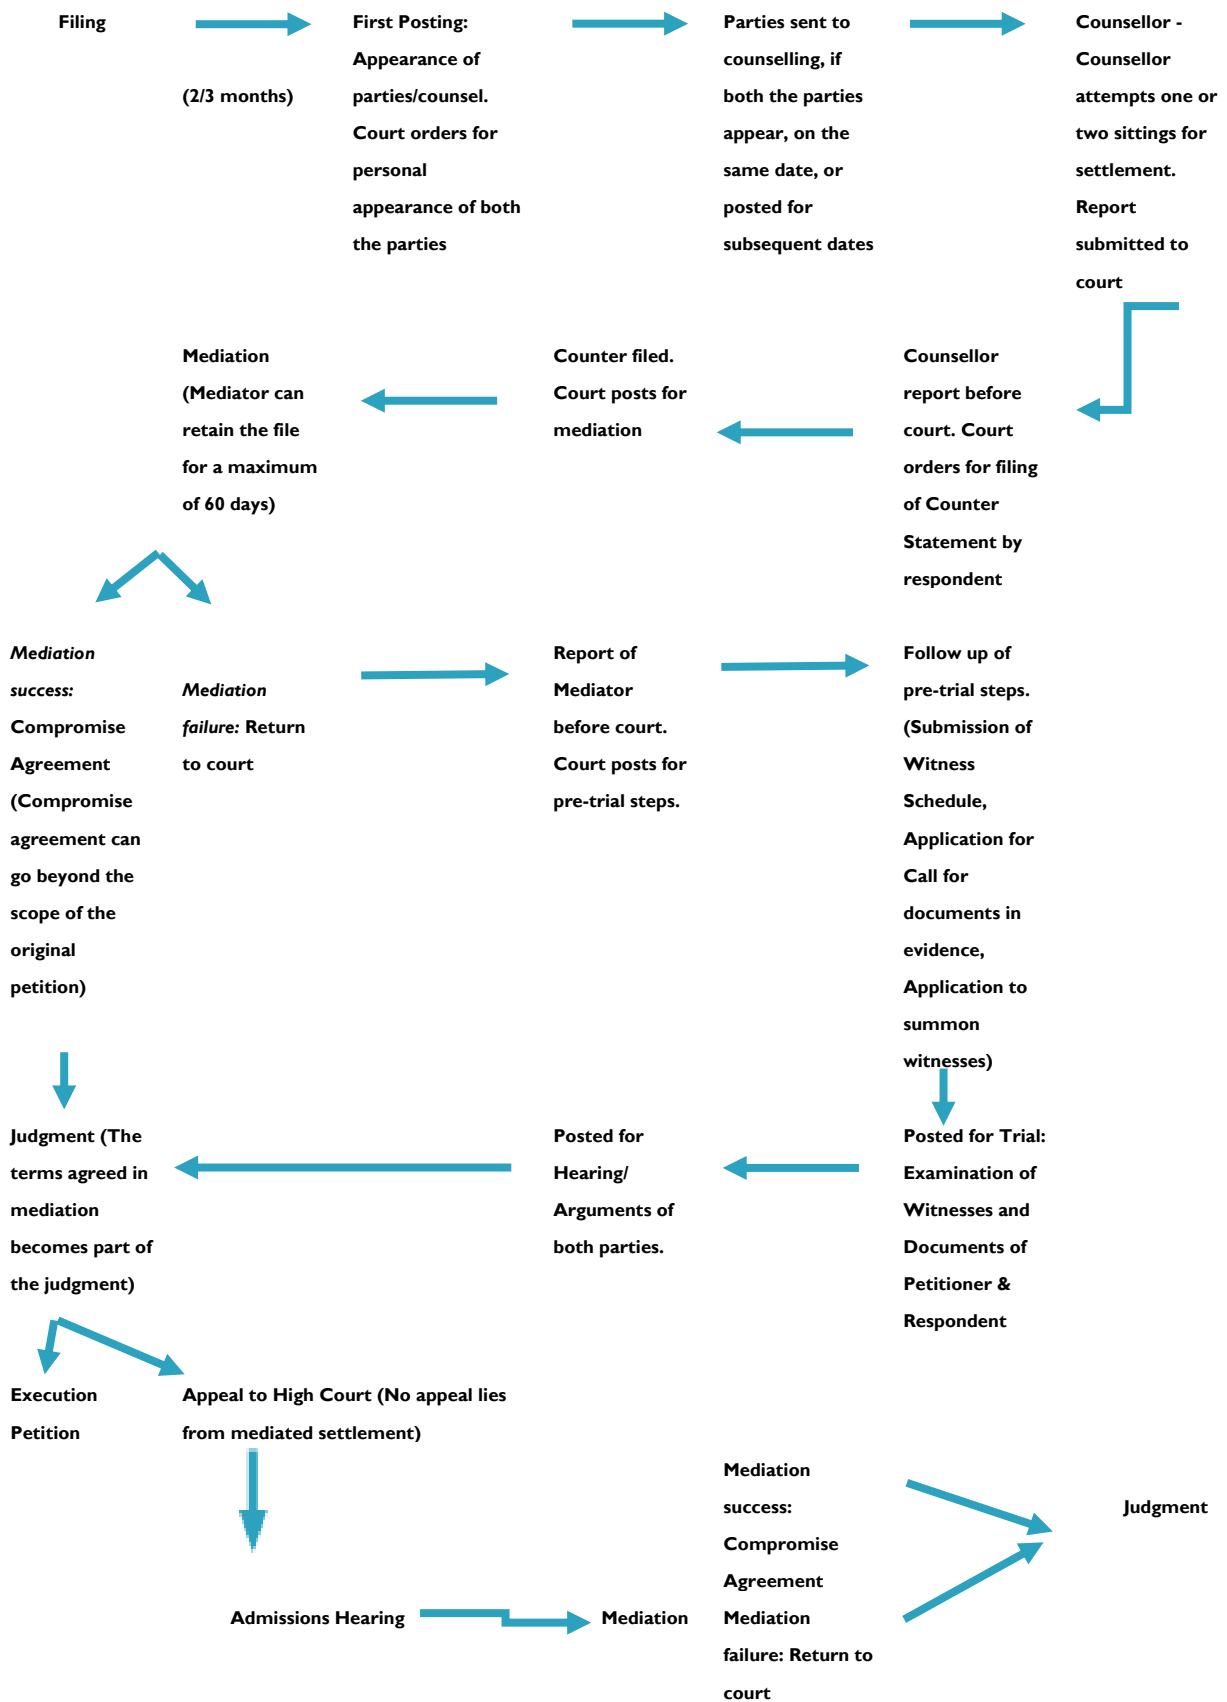 Filing
(2/3 months)
First Posting:
Appearance of
parties/counsel.
Court orders for
personal
appearance of both
the parties
Parties sent to
counselling, if
both the parties
appear, on the
same date, or
posted for
subsequent dates
Counsellor -
Counsellor
attempts one or
two sittings for
settlement.
Report
submitted to
court
Counsellor
report before
court. Court
orders for filing
of Counter
Statement by
respondent
Counter filed.
Court posts for
mediation
Mediation
(Mediator can
retain the file
for a maximum
of 60 days)
Mediation
success:
Compromise
Agreement
(Compromise
agreement can
go beyond the
scope of the
original
petition)
Mediation
failure: Return
to court
Report of
Mediator
before court.
Court posts for
pre-trial steps.
Follow up of
pre-trial steps.
(Submission of
Witness
Schedule,
Application for
Call for
documents in
evidence,
Application to
summon
witnesses)
Posted for Trial:
Examination of
Witnesses and
Documents of
Petitioner &
Respondent
Posted for
Hearing/
Arguments of
both parties.
Judgment (The
terms agreed in
mediation
becomes part of
the judgment)
Execution
Petition
Appeal to High Court (No appeal lies
from mediated settlement)
Admissions Hearing
Mediation
Mediation
success:
Compromise
Agreement
Mediation
failure: Return to
court
Judgment